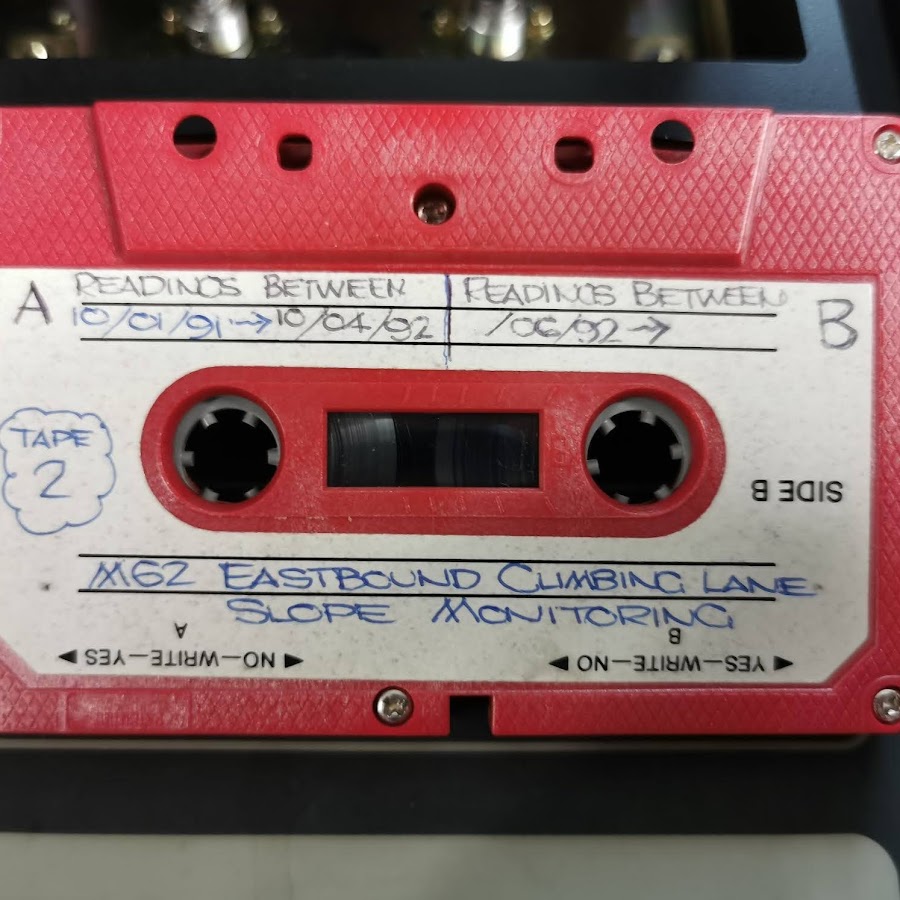 A
READINGS BETWEEN
10/01/91→10/04/92
READINGS BETWEEN
/06/92→
B
TAPE
2
SIDE B
M62 EASTBOUND CLIMBING LANE
SLOPE MONITORING
A
B
◄ YES—WRITE—NO ►
◄ NO—WRITE—YES ►